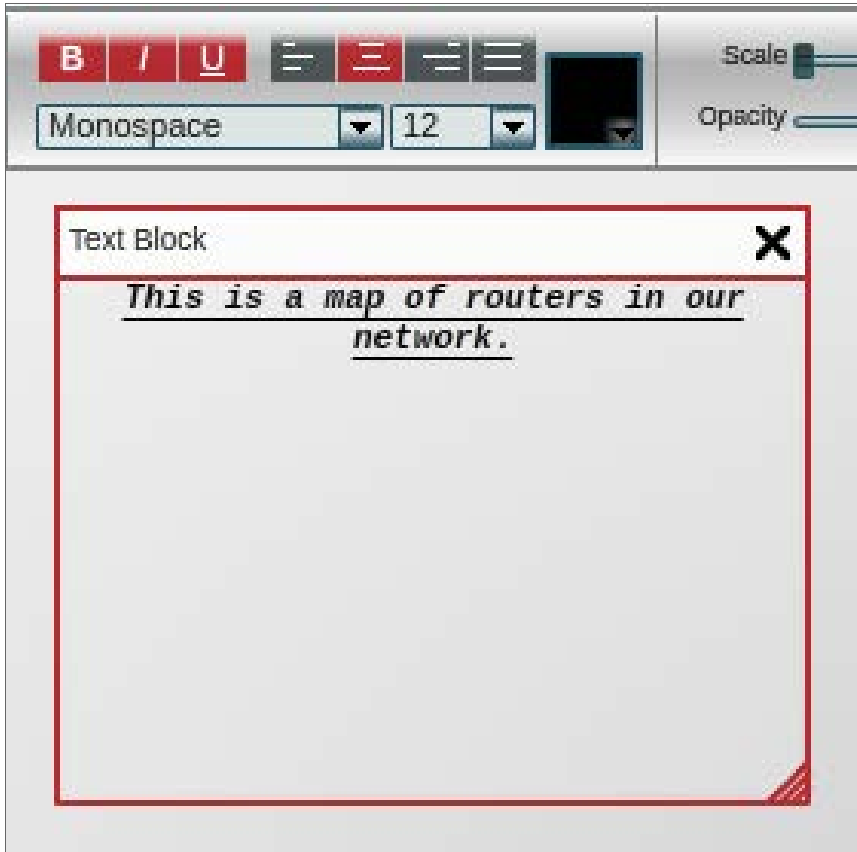 B I U
Scale
Monospace 12
Opacity
Text Block
This is a map of routers in our
network.